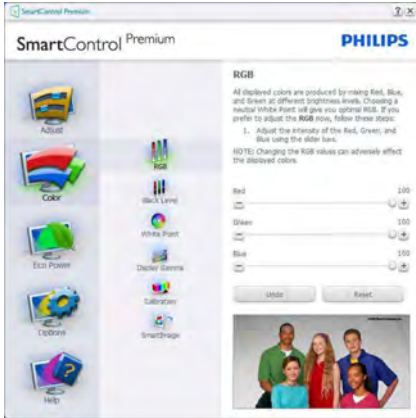 SmartControl Premium
SmartControl Premium
PHILIPS
Adjust
Color
Eco Power
Options
Help
RGB
Black Level
White Point
Display Gamma
Calibration
SmartImage
RGB
All displayed colors are produced by mixing Red, Blue,
and Green at different brightness levels. Choosing a
neutral White Point will give you optimal RGB. If you
prefer to adjust the RGB now, follow these steps:
1. Adjust the intensity of the Red, Green, and
Blue using the slider bars.
NOTE: Changing the RGB values can adversely effect
the displayed colors.
Red 100
Green 100
Blue 100
Undo Reset